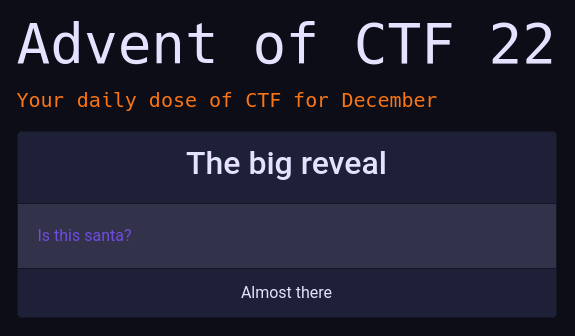 Advent of CTF 22
Your daily dose of CTF for December
The big reveal
Is this santa?
Almost there